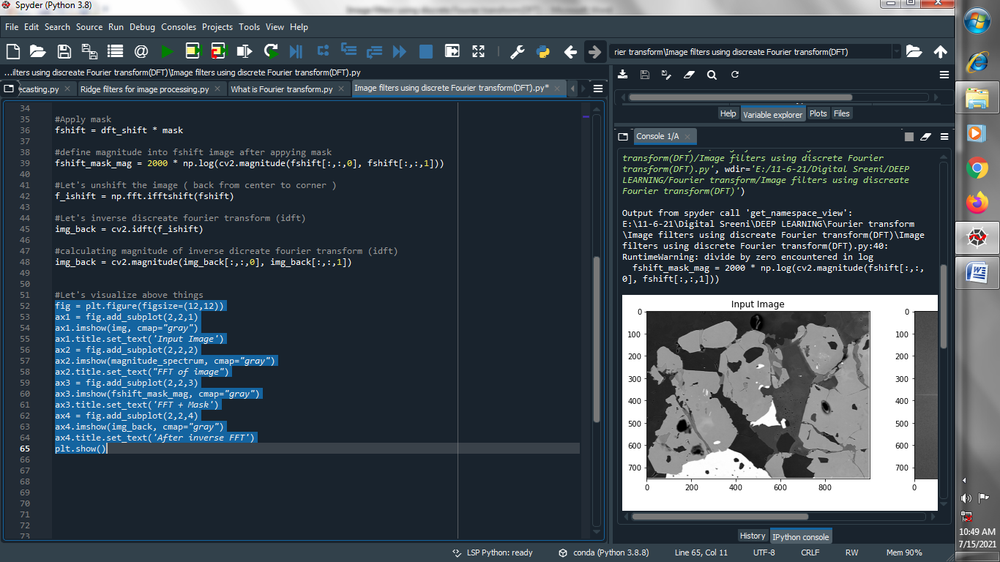 Spyder (Python 3.8)
File Edit Search Source Run Debug Consoles Projects Tools View Help
rier transform\Image filters using discreate Fourier transform(DFT)
...ilters using discreate Fourier transform(DFT)\Image filters using discrete Fourier transform(DFT).py
ecasting.py Ridge filters for image processing.py What is Fourier transform.py Image filters using discrete Fourier transform(DFT).py*
34
35 #Apply mask
36 fshift = dft_shift * mask
37
38 #define magnitude into fshift image after appying mask
39 fshift_mask_mag = 2000 * np.log(cv2.magnitude(fshift[:,:,0], fshift[:,:,1]))
40
41 #Let's unshift the image ( back from center to corner )
42 f_ishift = np.fft.ifftshift(fshift)
43
44 #Let's inverse discreate fourier transform (idft)
45 img_back = cv2.idft(f_ishift)
46
47 #calculating magnitude of inverse dicreate fourier transform (idft)
48 img_back = cv2.magnitude(img_back[:,:,0], img_back[:,:,1])
49
50
51 #Let's visualize above things
52 fig = plt.figure(figsize=(12,12))
53 ax1 = fig.add_subplot(2,2,1)
54 ax1.imshow(img, cmap="gray")
55 ax1.title.set_text('Input Image')
56 ax2 = fig.add_subplot(2,2,2)
57 ax2.imshow(magnitude_spectrum, cmap="gray")
58 ax2.title.set_text("FFT of image")
59 ax3 = fig.add_subplot(2,2,3)
60 ax3.imshow(fshift_mask_mag, cmap="gray")
61 ax3.title.set_text('FFT + Mask')
62 ax4 = fig.add_subplot(2,2,4)
63 ax4.imshow(img_back, cmap="gray")
64 ax4.title.set_text('After inverse FFT')
65 plt.show()
66
67
68
69
70
71
72
73
Help Variable explorer Plots Files
Console 1/A
transform(DFT)/Image filters using discrete Fourier
transform(DFT).py', wdir='E:/11-6-21/Digital Sreeni/DEEP
LEARNING/Fourier transform/Image filters using discreate
Fourier transform(DFT)')
Output from spyder call 'get_namespace_view':
E:\11-6-21\Digital Sreeni\DEEP LEARNING\Fourier transform
\Image filters using discreate Fourier transform(DFT)\Image
filters using discrete Fourier transform(DFT).py:40:
RuntimeWarning: divide by zero encountered in log
fshift_mask_mag = 2000 * np.log(cv2.magnitude(fshift[:,:,
0], fshift[:,:,1]))
Input Image
0
100
200
300
400
500
600
700
0 200 400 600 800
0
100
200
300
400
500
600
700
0
History IPython console
LSP Python: ready conda (Python 3.8.8) Line 65, Col 11 UTF-8 CRLF RW Mem 90%
10:49 AM
7/15/2021